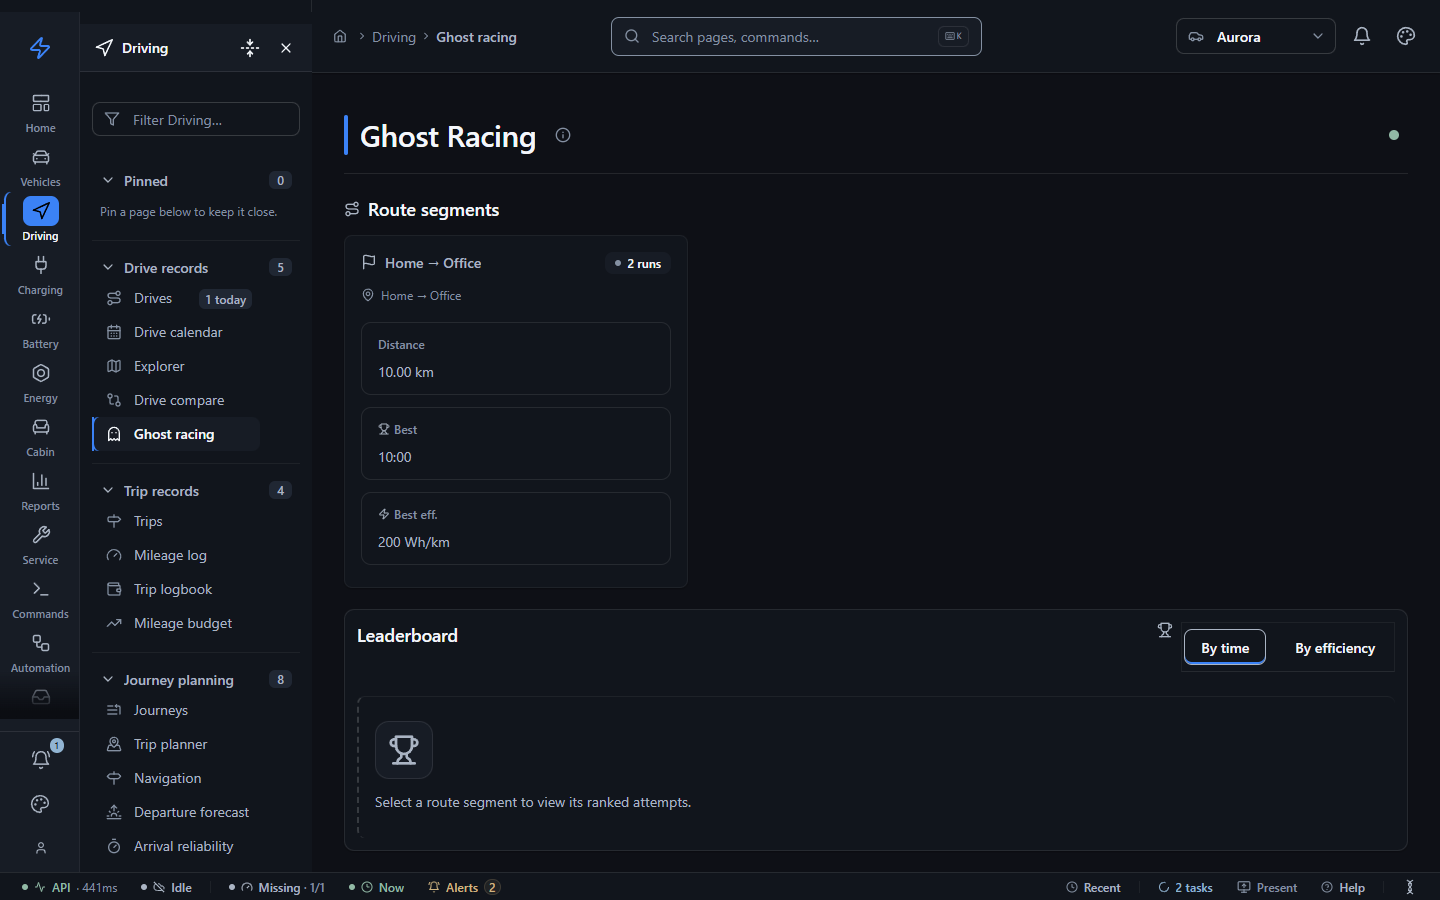 Home
Vehicles
Driving
Charging
Battery
Energy
Cabin
Reports
Service
Commands
Automation
1
Driving
Filter Driving...
Pinned 0
Pin a page below to keep it close.
Drive records 5
Drives 1 today
Drive calendar
Explorer
Drive compare
Ghost racing
Trip records 4
Trips
Mileage log
Trip logbook
Mileage budget
Journey planning 8
Journeys
Trip planner
Navigation
Departure forecast
Arrival reliability
Driving Ghost racing
Search pages, commands... K
Aurora
Ghost Racing
Route segments
Home → Office 2 runs
Home → Office
Distance
10.00 km
Best
10:00
Best eff.
200 Wh/km
Leaderboard
By time By efficiency
Select a route segment to view its ranked attempts.
API · 441ms Idle Missing · 1/1 Now Alerts 2 Recent 2 tasks Present Help